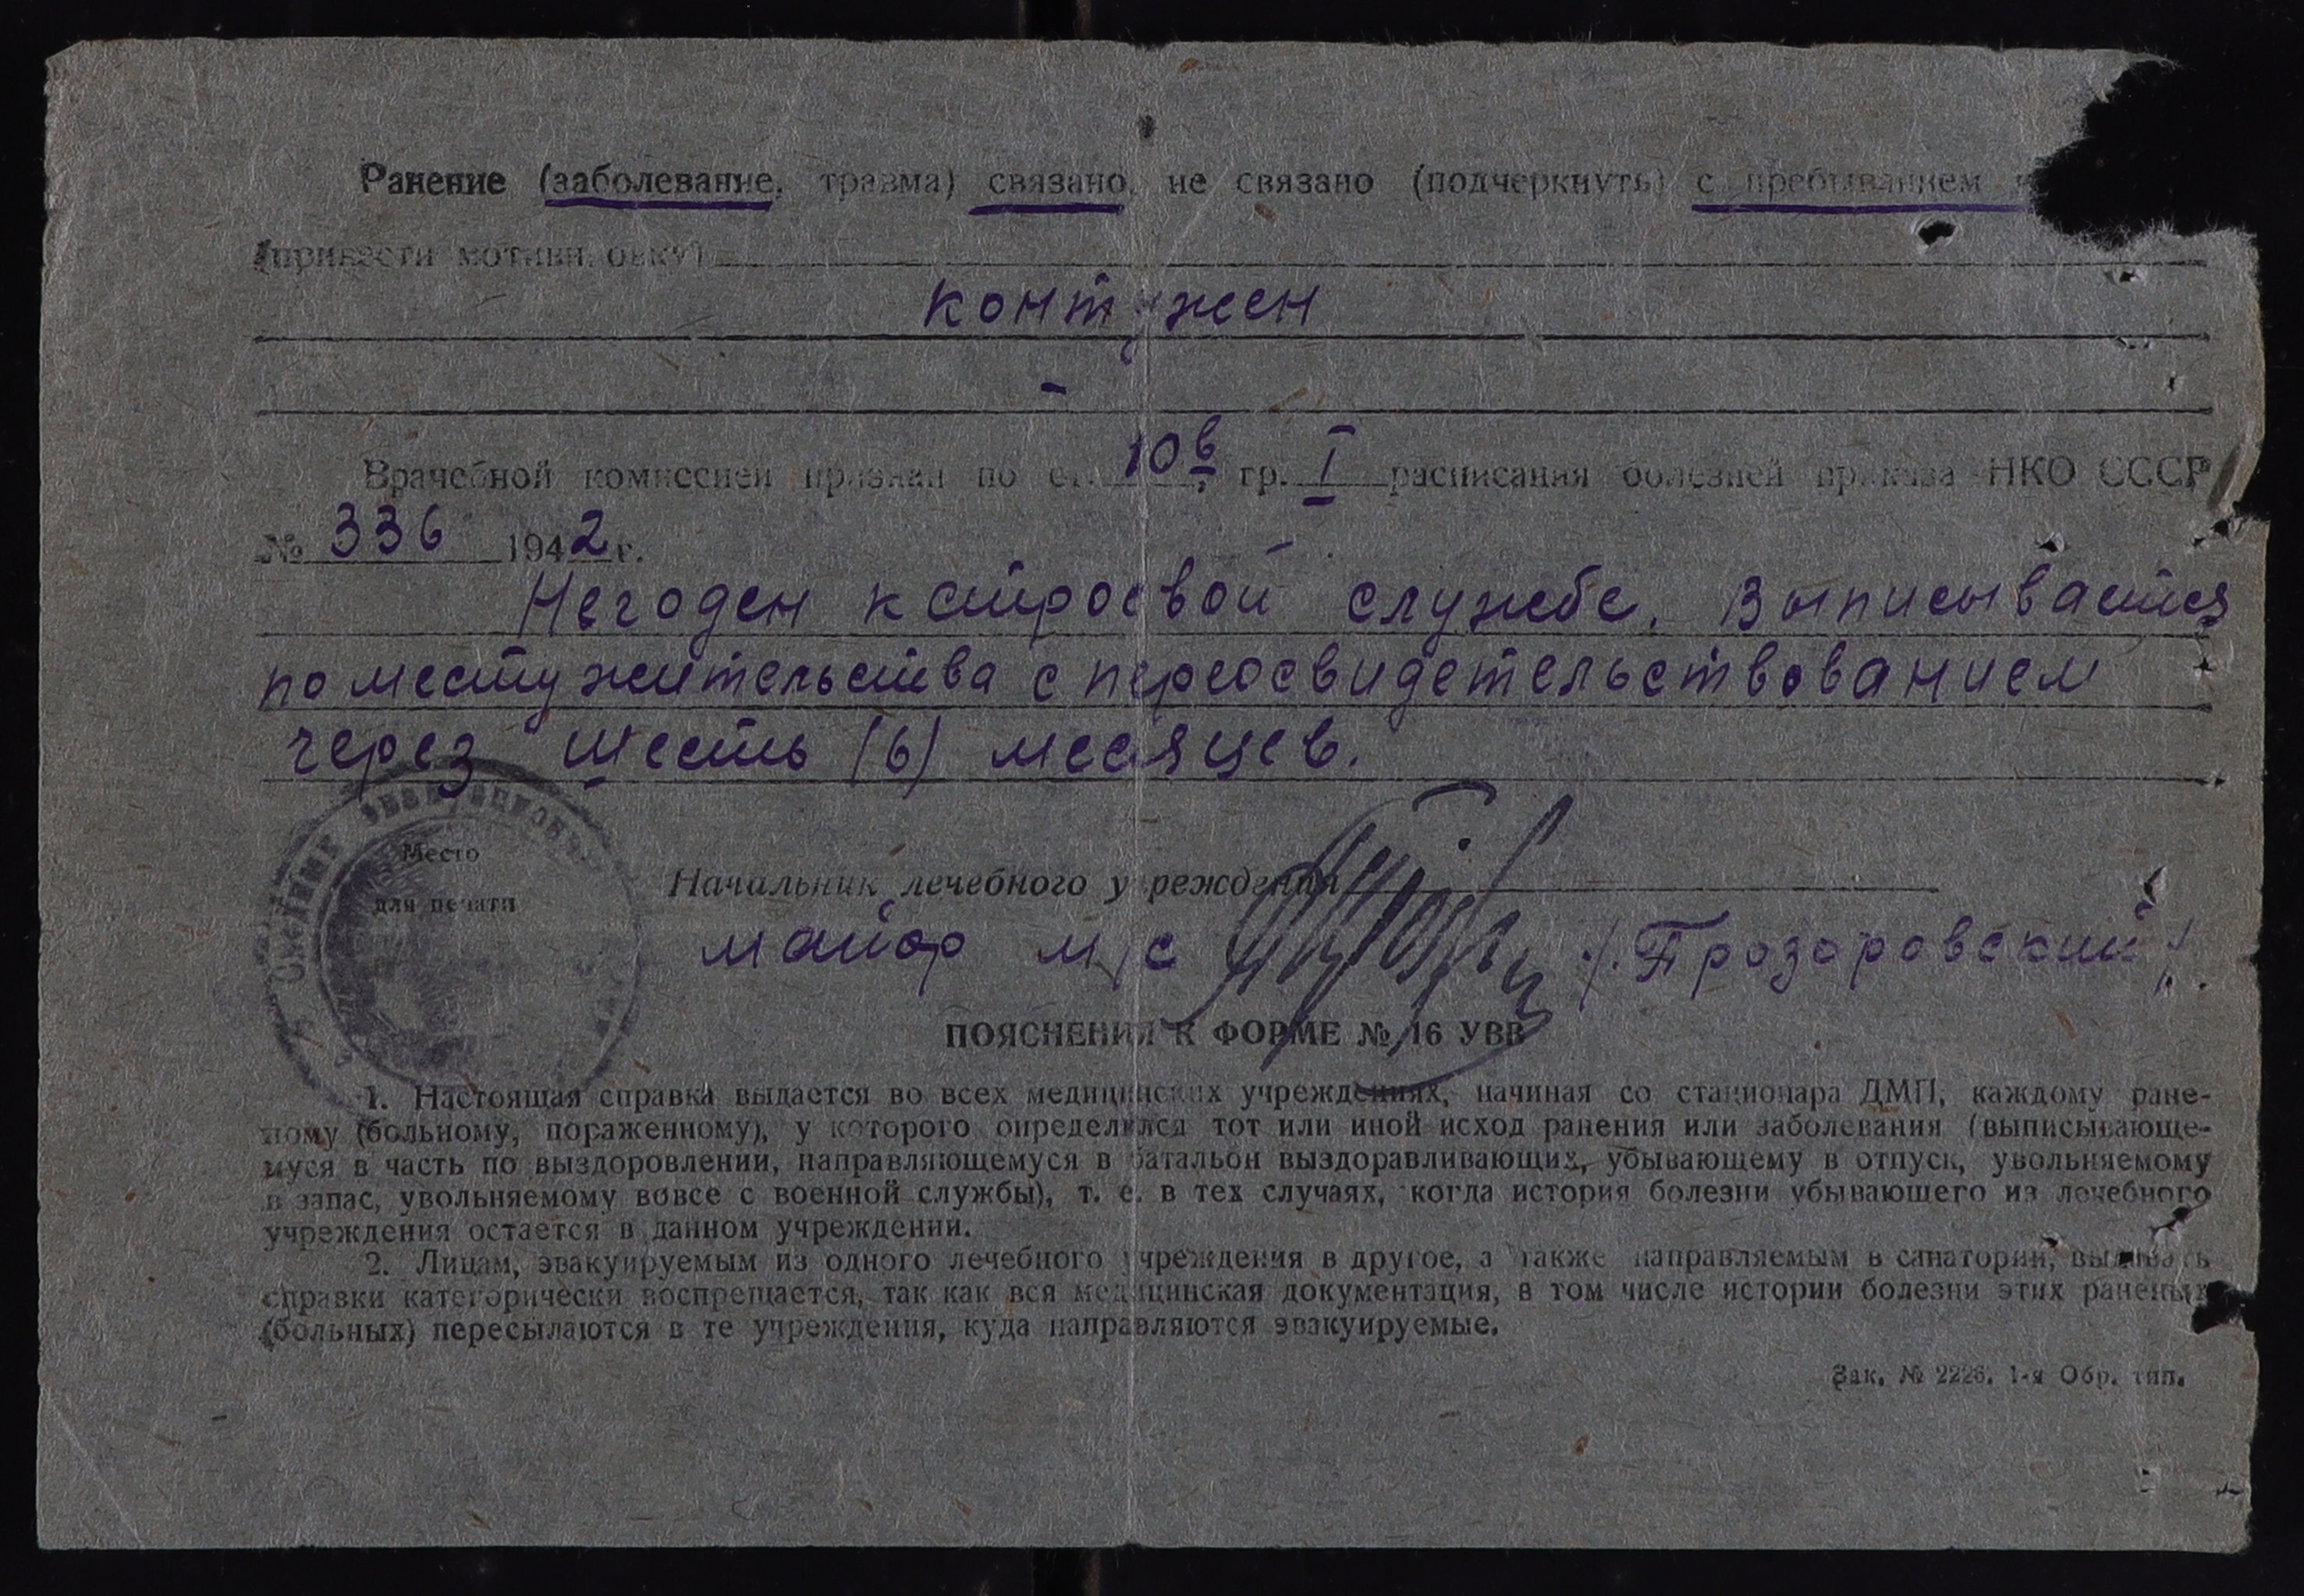 Ранение (заболевание, травма) связано, не связано (подчеркнуть) с пребыванием
(привести мотивировку)
контужен
-
Врачебной комиссией признан по ст. 10в, гр. I расписания болезней приказа НКО СССР
№ 336 1942 г.
Негоден к строевой службе. Выписывается
по месту жительства с переосвидетельствованием
через шесть (6) месяцев.
Место
для печати
Начальник лечебного учреждения
майор м/с /Прозоровский/.
ПОЯСНЕНИЯ К ФОРМЕ № 16 УВВ
1. Настоящая справка выдается во всех медицинских учреждениях, начиная со стационара ДМП, каждому ране-
ному (больному, пораженному), у которого определился тот или иной исход ранения или заболевания (выписывающе-
муся в часть по выздоровлении, направляющемуся в батальон выздоравливающих, убывающему в отпуск, увольняемому
в запас, увольняемому вовсе с военной службы), т. е. в тех случаях, когда история болезни убывающего из лечебного
учреждения остается в данном учреждении.
2. Лицам, эвакуируемым из одного лечебного учреждения в другое, а также направляемым в санатории, выдавать
справки категорически воспрещается, так как вся медицинская документация, в том числе истории болезни этих раненых
(больных) пересылаются в те учреждения, куда направляются эвакуируемые.
Зак. № 2226. 1-я Обр. тип.